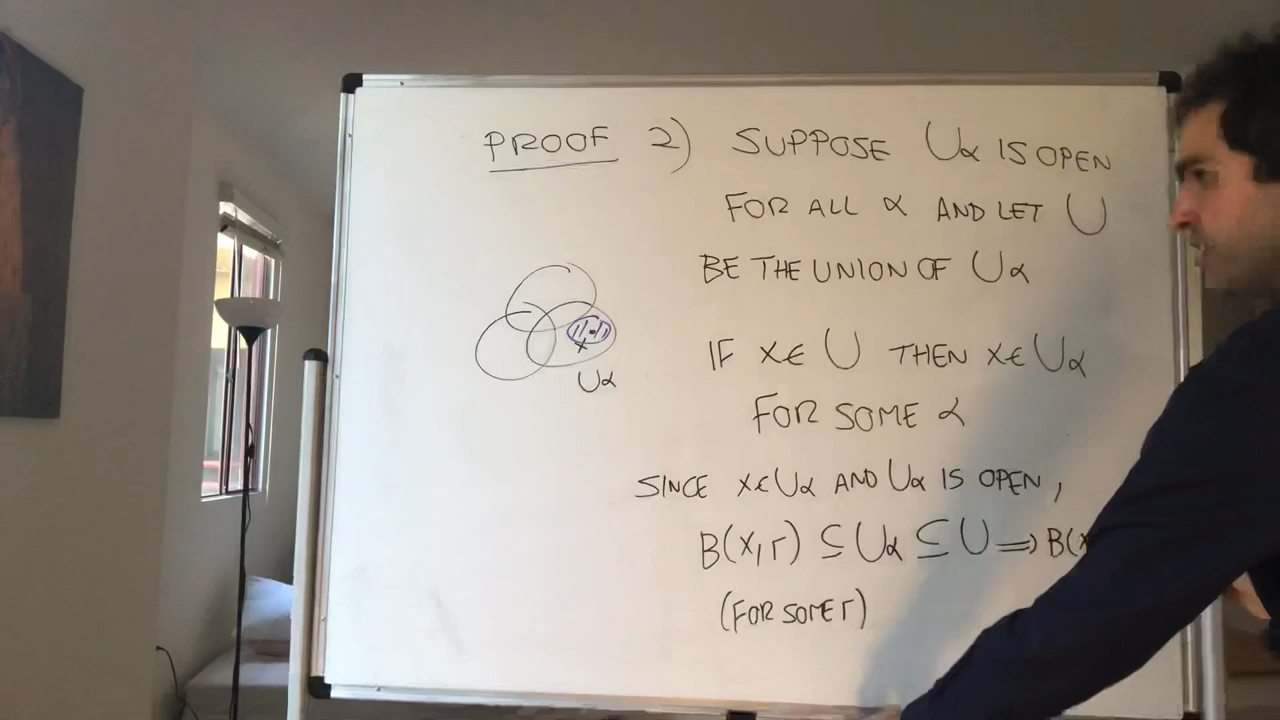 PROOF 2) SUPPOSE Uα IS OPEN
FOR ALL α AND LET U
BE THE UNION OF Uα
x
Uα
IF x∈ U THEN x∈ Uα
FOR SOME α
SINCE x∈Uα AND Uα IS OPEN,
B(x,r) ⊆ Uα ⊆ U ⟹ B(x
(FOR SOME r)